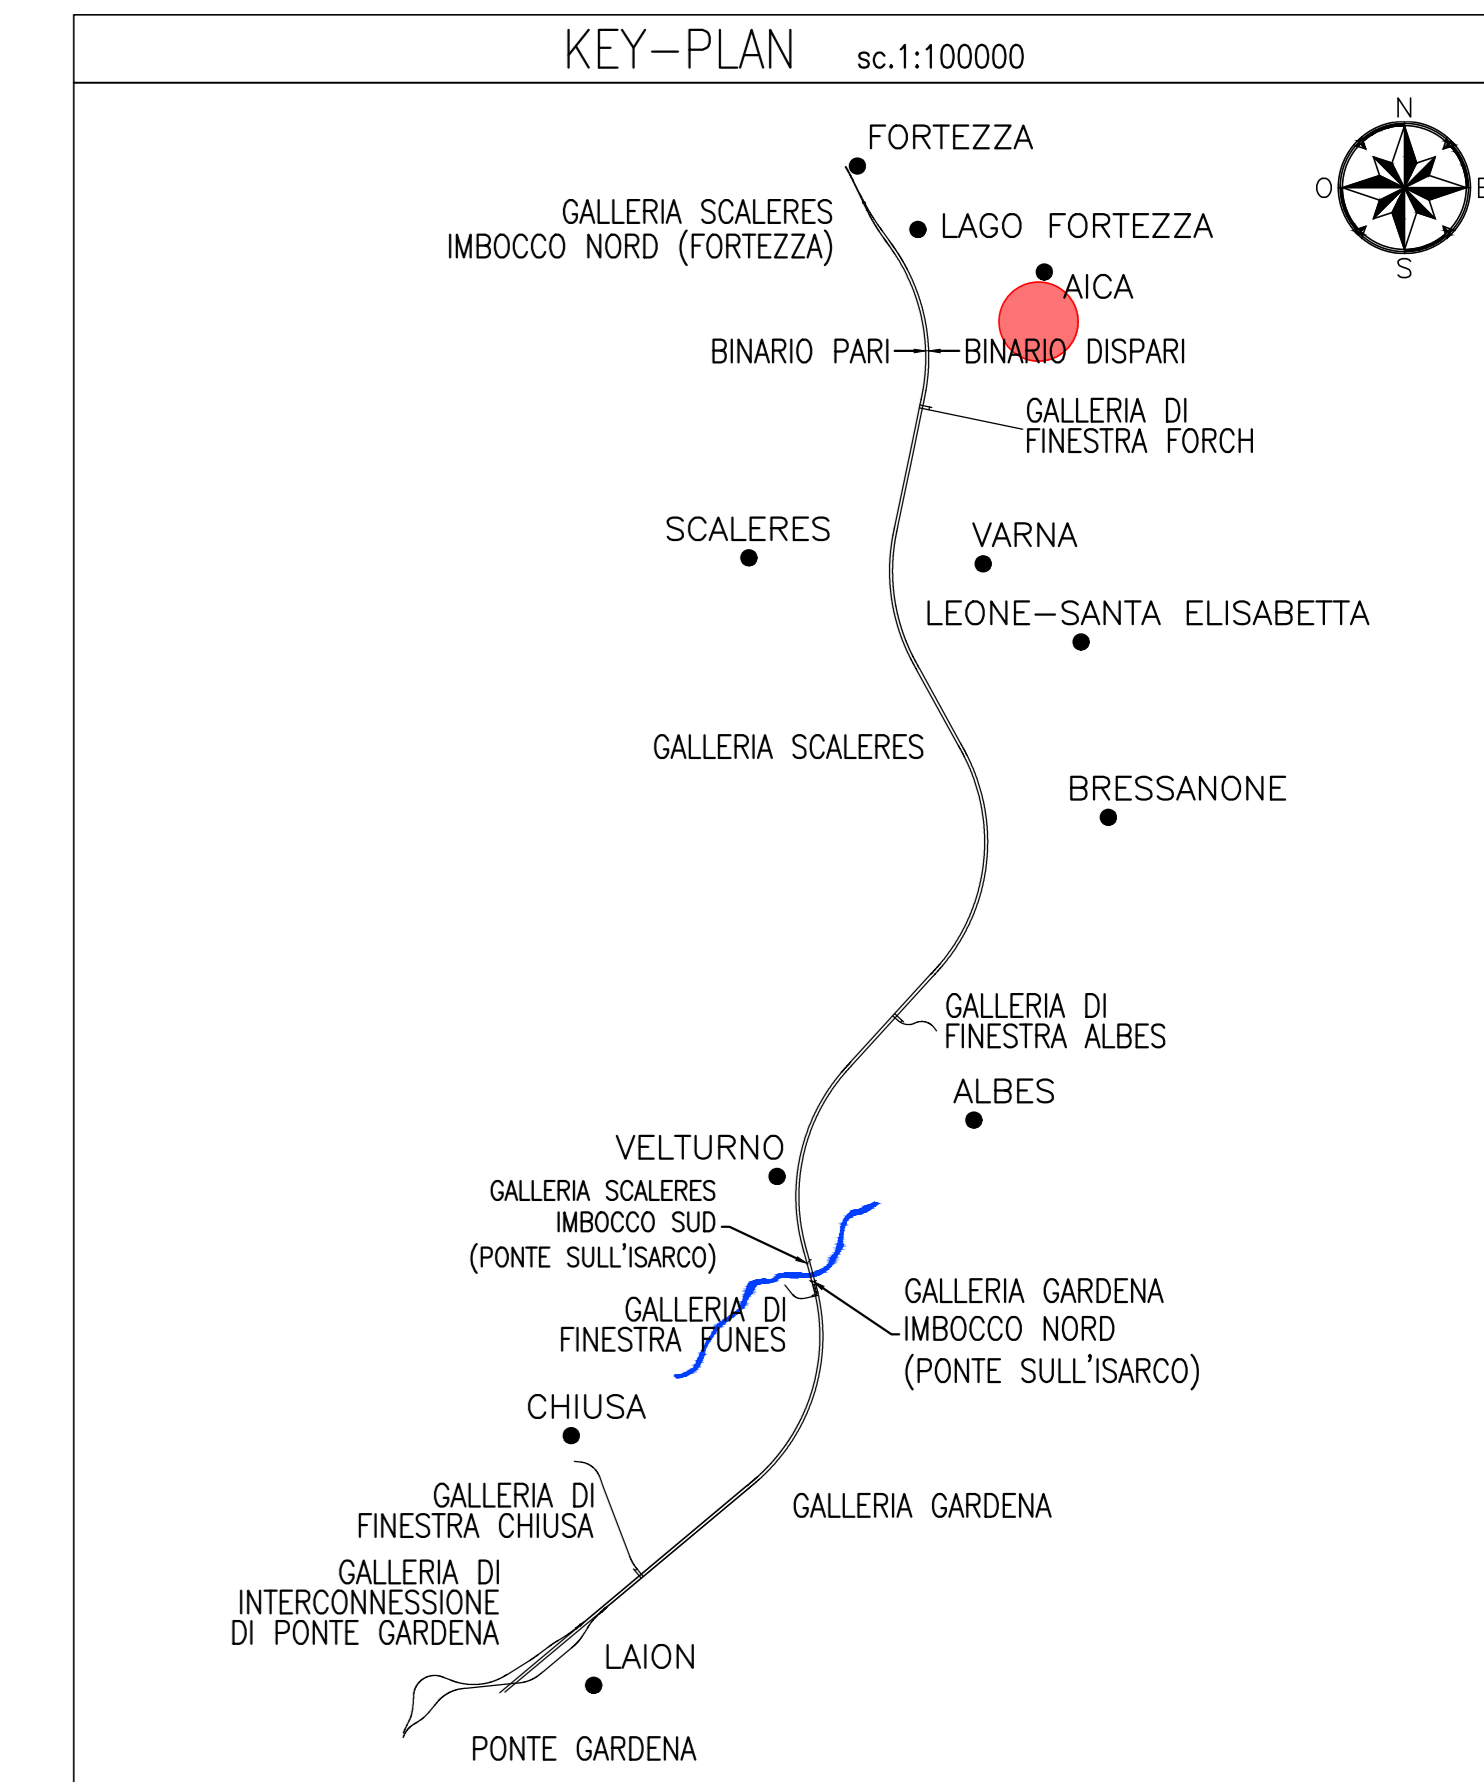 KEY-PLAN sc.1:100000
N
O
E
S
FORTEZZA
GALLERIA SCALERES
IMBOCCO NORD (FORTEZZA)
LAGO FORTEZZA
AICA
BINARIO PARI
BINARIO DISPARI
GALLERIA DI
FINESTRA FORCH
SCALERES
VARNA
LEONE-SANTA ELISABETTA
GALLERIA SCALERES
BRESSANONE
GALLERIA DI
FINESTRA ALBES
ALBES
VELTURNO
GALLERIA SCALERES
IMBOCCO SUD
(PONTE SULL'ISARCO)
GALLERIA GARDENA
IMBOCCO NORD
(PONTE SULL'ISARCO)
GALLERIA DI
FINESTRA FUNES
CHIUSA
GALLERIA DI
FINESTRA CHIUSA
GALLERIA GARDENA
GALLERIA DI
INTERCONNESSIONE
DI PONTE GARDENA
LAION
PONTE GARDENA